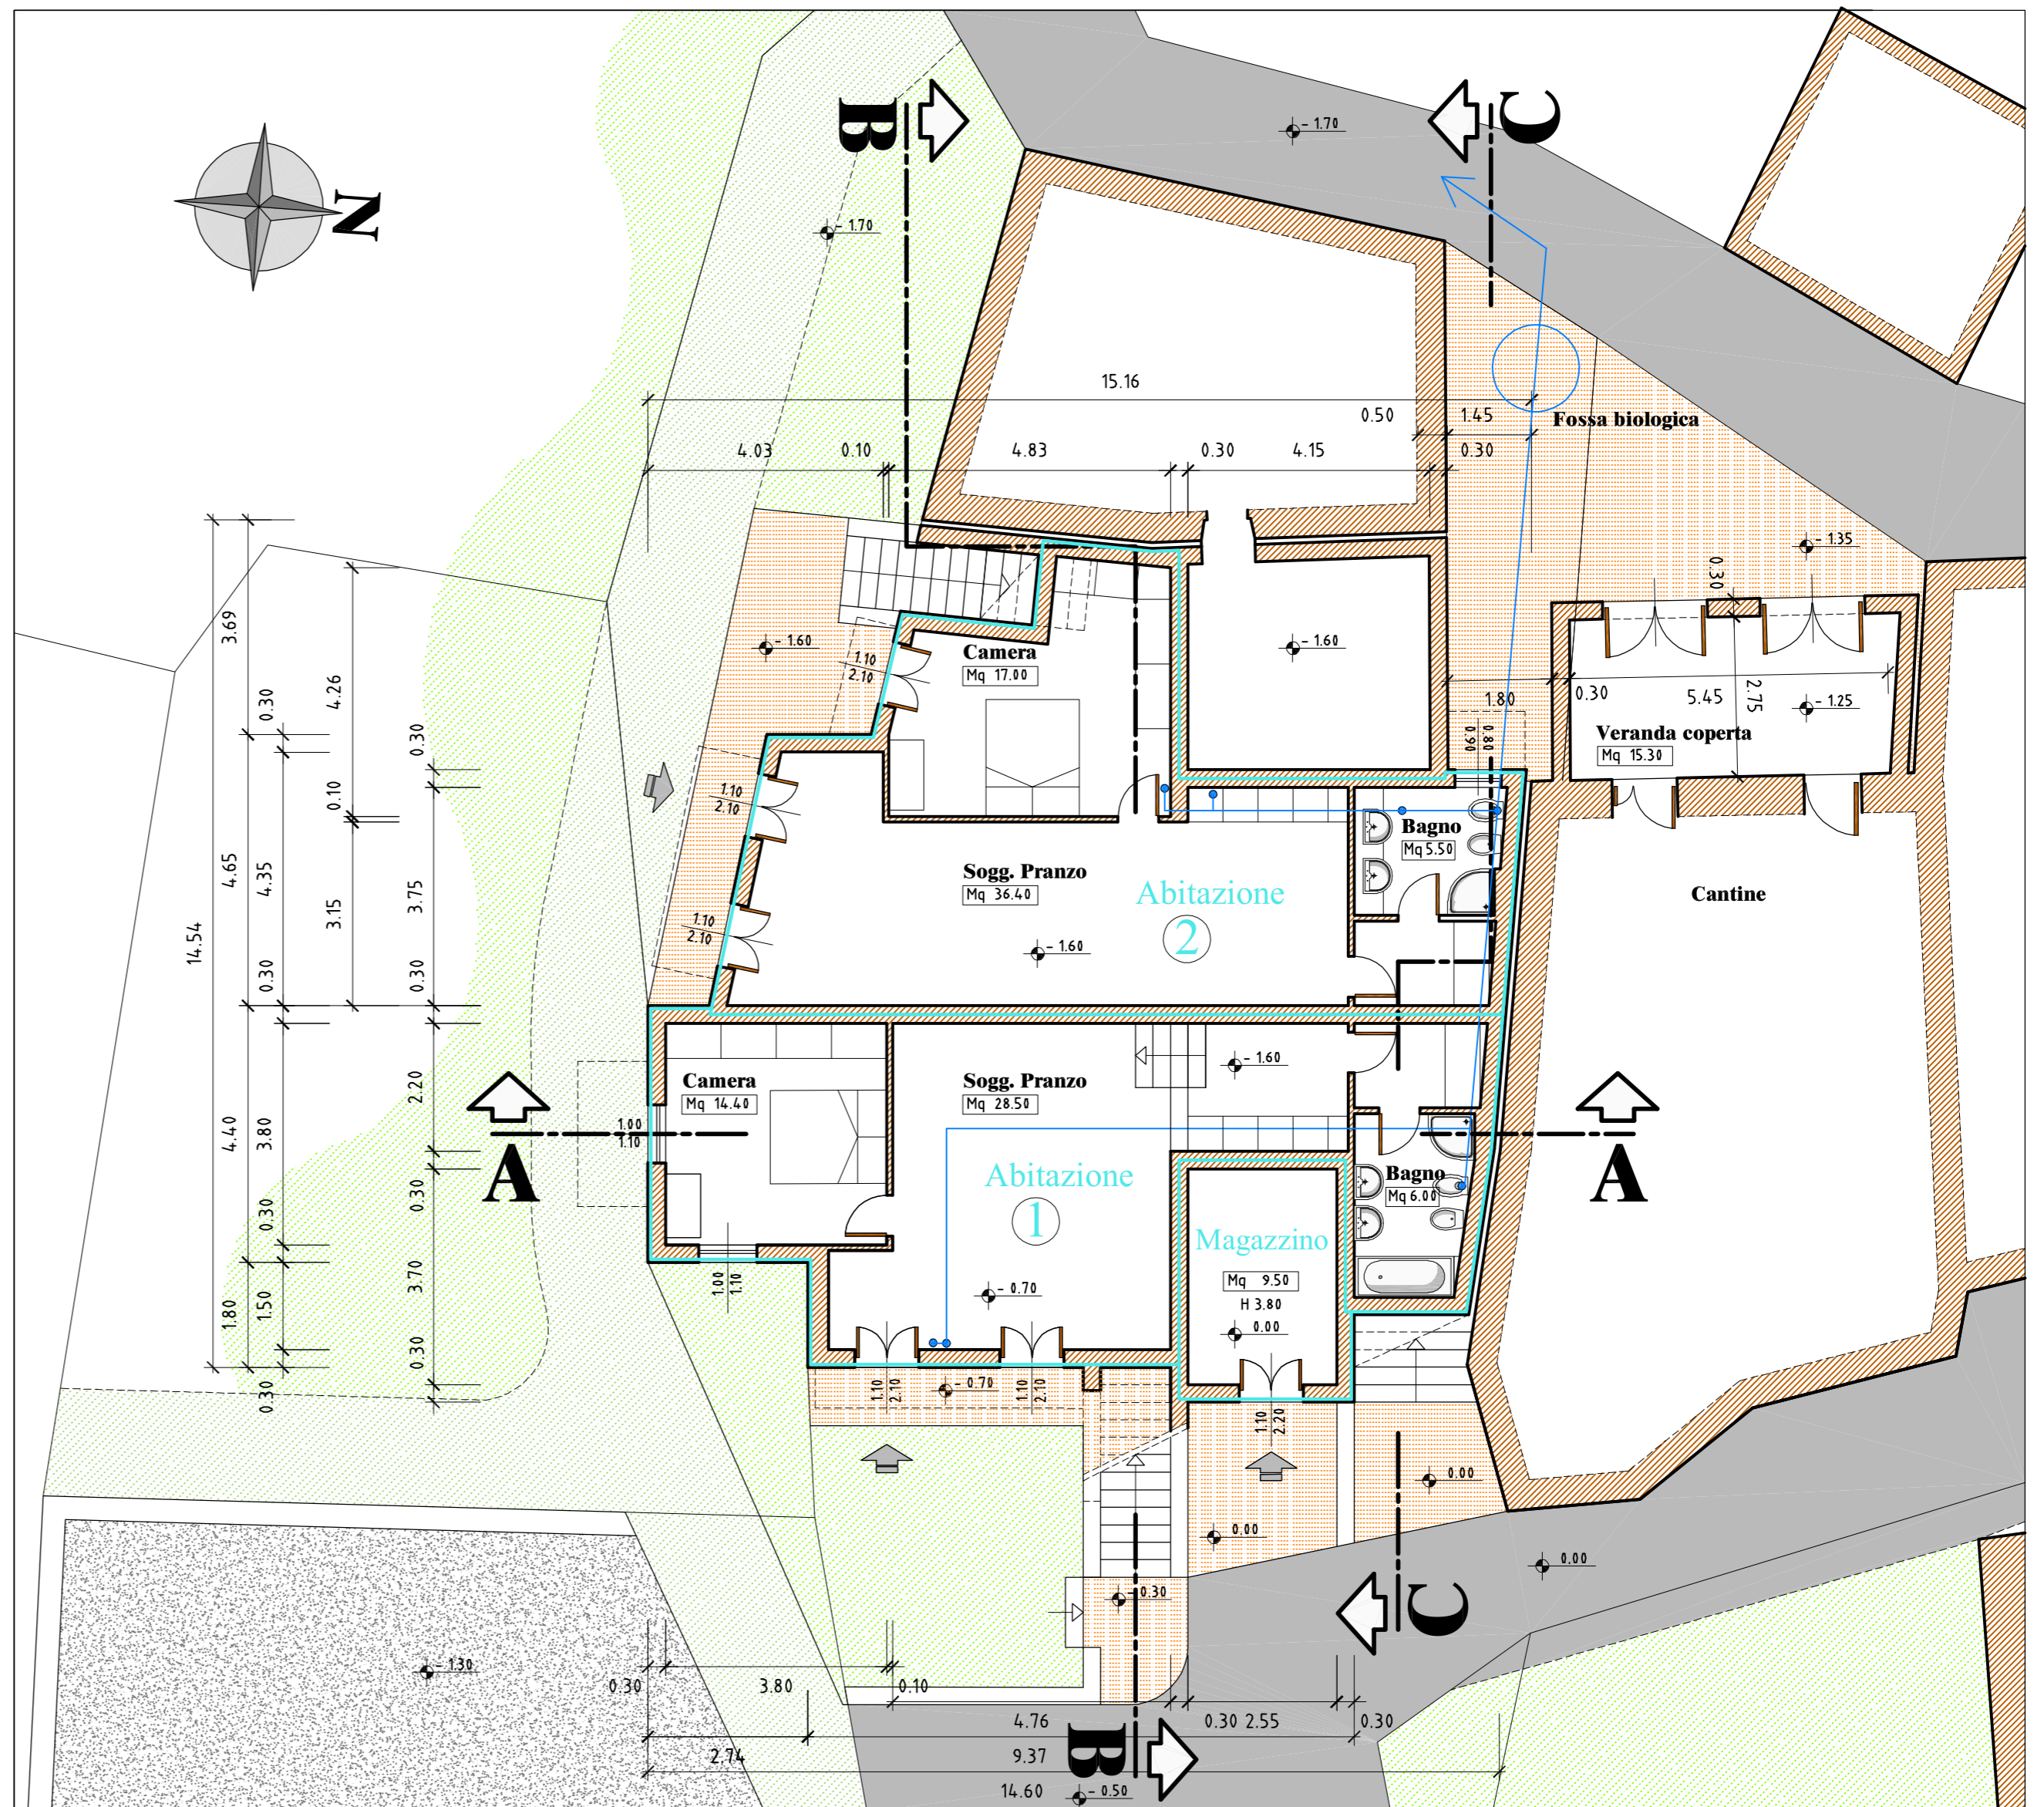 B
C
- 1.70
N
- 1.70
15.16
0.50
1.45
Fossa biologica
4.03
0.10
4.83
0.30
4.15
0.30
- 1.35
0.30
3.69
4.26
0.30
0.30
0.10
- 1.60
1.10
2.10
Camera
Mq 17.00
- 1.60
1.80
0.30
5.45
2.75
- 1.25
Veranda coperta
Mq 15.30
0.90
0.80
1.10
2.10
Bagno
Mq 5.50
14.54
4.65
4.35
3.15
3.75
0.30
0.30
1.10
2.10
Sogg. Pranzo
Mq 36.40
Abitazione
2
Cantine
- 1.60
Camera
Mq 14.40
Sogg. Pranzo
Mq 28.50
- 1.60
4.40
3.80
2.20
0.30
0.30
1.00
1.10
A
A
Abitazione
1
Bagno
Mq 6.00
Magazzino
Mq 9.50
H 3.80
0.00
1.80
1.50
3.70
0.30
0.30
1.00
1.10
- 0.70
- 0.70
1.10
2.10
1.10
2.10
1.10
2.20
0.00
0.00
0.00
C
- 0.30
- 1.30
0.30
3.80
0.10
4.76
0.30
2.55
0.30
2.74
9.37
B
14.60
- 0.50